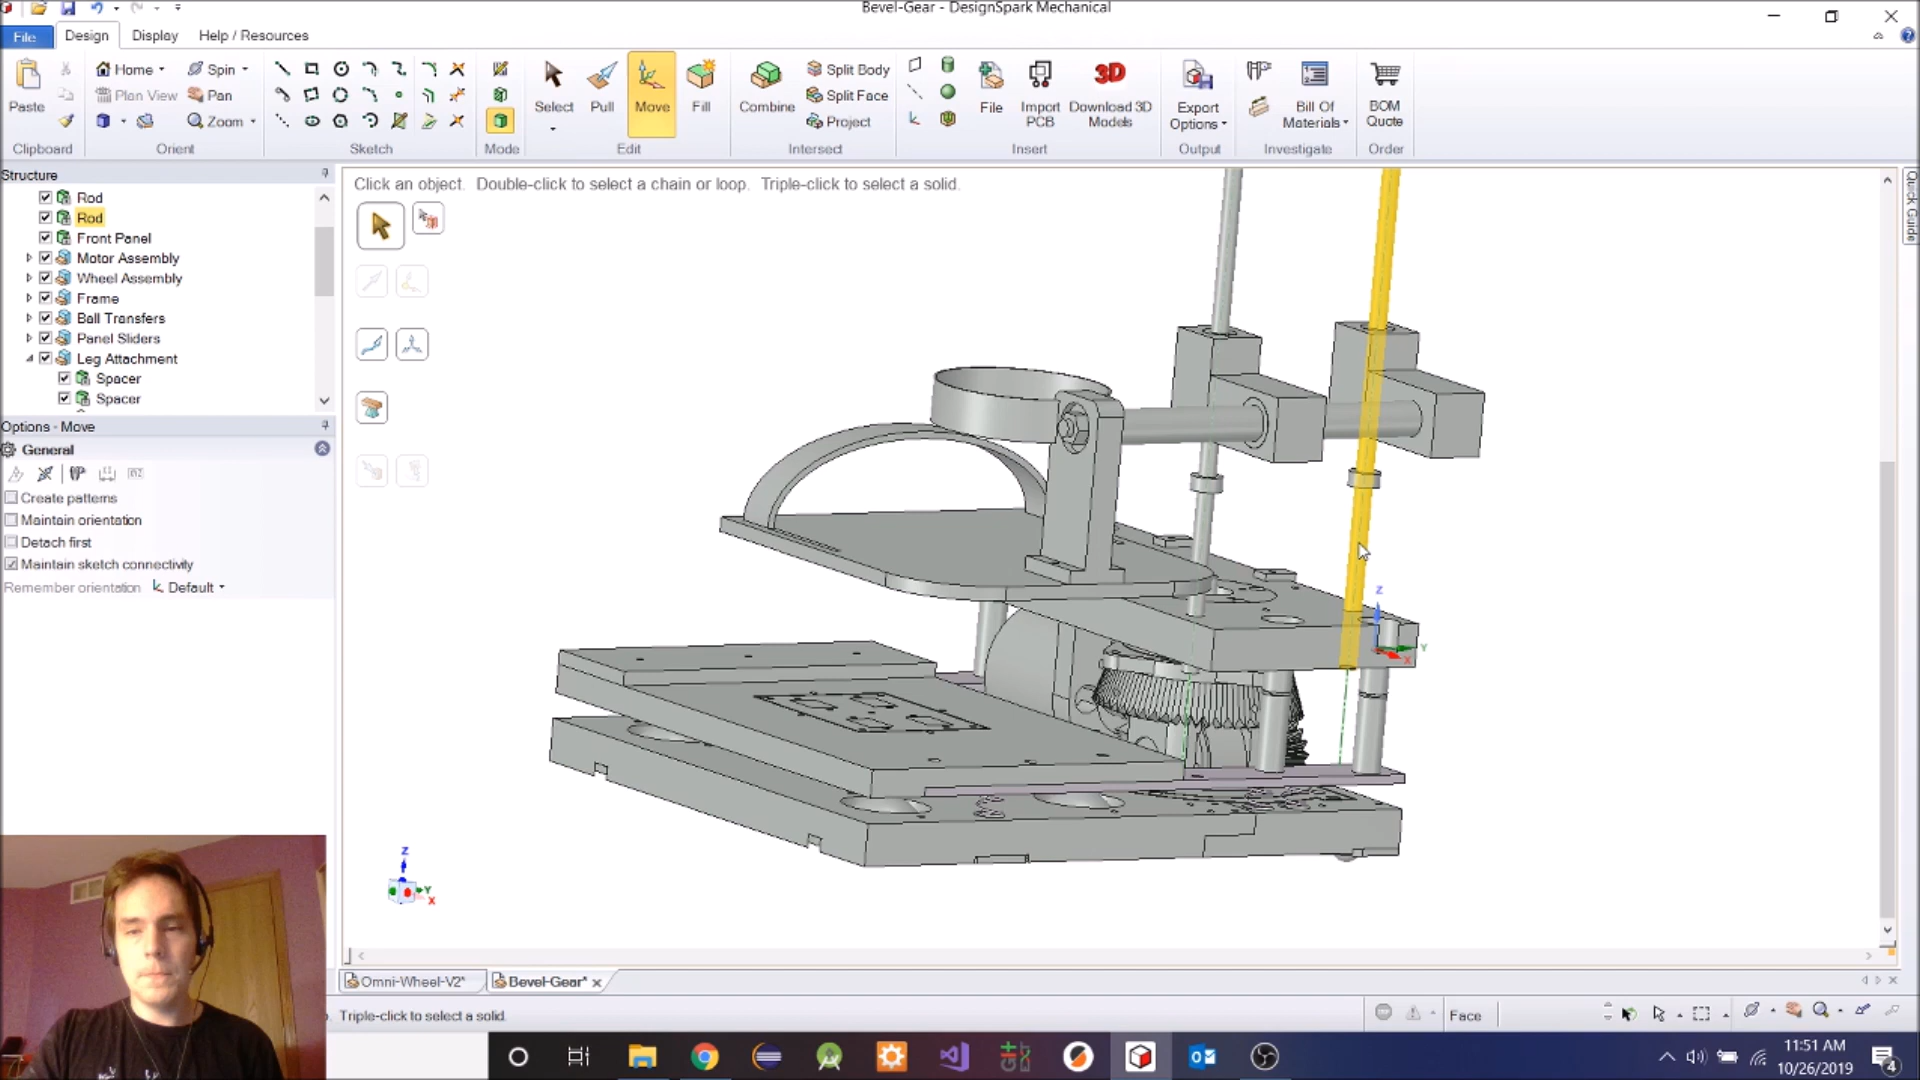 Bevel-Gear - DesignSpark Mechanical
File
Design
Display
Help / Resources
Paste
Home
Spin
Plan View
Pan
Zoom
Select
Pull
Move
Fill
Combine
Split Body
Split Face
Project
File
Import PCB
Download 3D Models
3D
Export Options
Bill Of Materials
BOM Quote
Clipboard
Orient
Sketch
Mode
Edit
Intersect
Insert
Output
Investigate
Order
Structure
Rod
Rod
Front Panel
Motor Assembly
Wheel Assembly
Frame
Ball Transfers
Panel Sliders
Leg Attachment
Spacer
Spacer
Options - Move
General
Create patterns
Maintain orientation
Detach first
Maintain sketch connectivity
Remember orientation
Default
Click an object. Double-click to select a chain or loop. Triple-click to select a solid.
Quick Guide
Z
Y
X
Z
Y
X
Omni-Wheel-V2*
Bevel-Gear*
Triple-click to select a solid.
Face
11:51 AM
10/26/2019
4